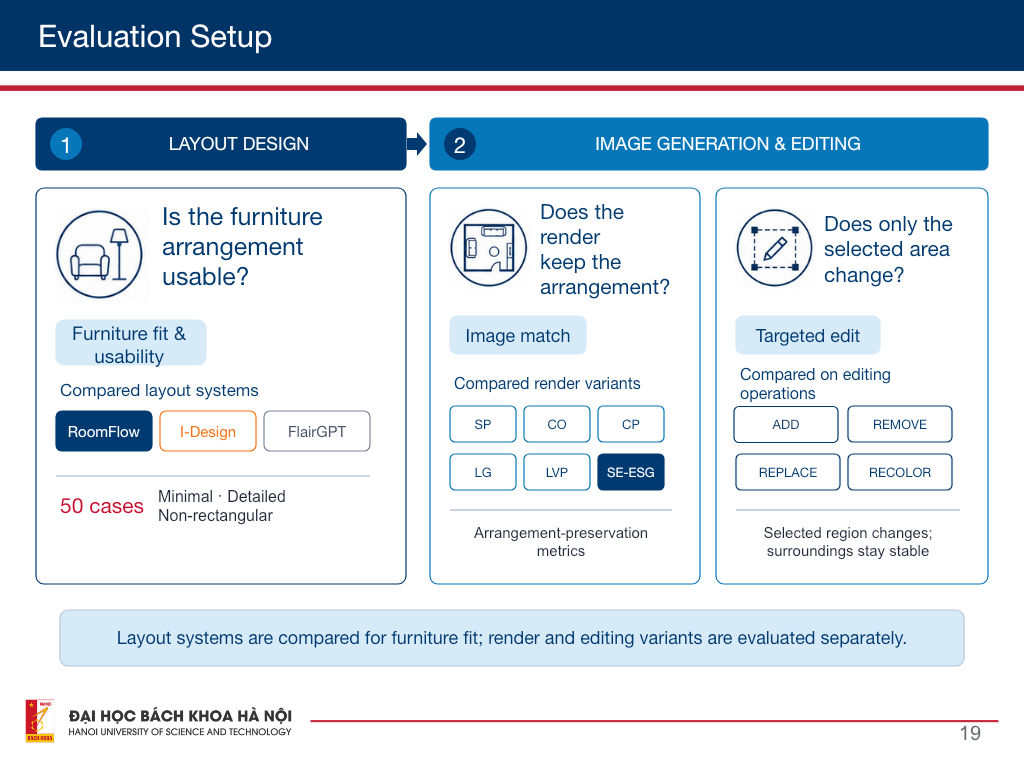 Evaluation Setup
1
LAYOUT DESIGN
2
IMAGE GENERATION & EDITING
Is the furniture
arrangement
usable?
Furniture fit &
usability
Compared layout systems
RoomFlow
I-Design
FlairGPT
50 cases
Minimal · Detailed
Non-rectangular
Does the
render
keep the
arrangement?
Image match
Compared render variants
SP
CO
CP
LG
LVP
SE-ESG
Arrangement-preservation
metrics
Does only the
selected area
change?
Targeted edit
Compared on editing
operations
ADD
REMOVE
REPLACE
RECOLOR
Selected region changes;
surroundings stay stable
Layout systems are compared for furniture fit; render and editing variants are evaluated separately.
BÁCH KHOA
ĐẠI HỌC BÁCH KHOA HÀ NỘI
HANOI UNIVERSITY OF SCIENCE AND TECHNOLOGY
19